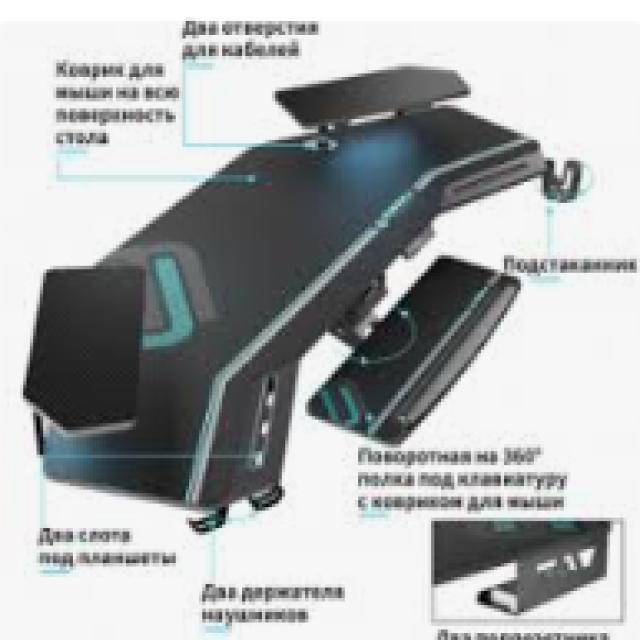 Два отверстия
для кабелей
Коврик для
мыши на всю
поверхность
стола
Подстаканник
Поворотная на 360°
полка под клавиатуру
с ковриком для мыши
Два слота
под планшеты
Два держателя
наушников
Два